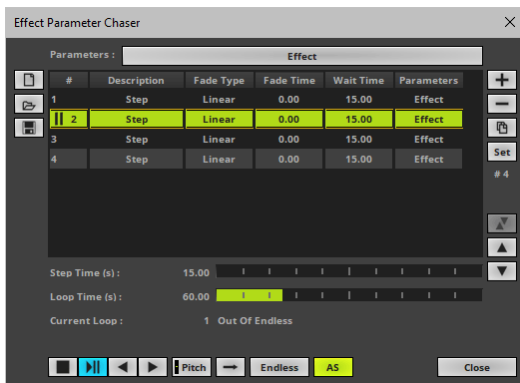 Effect Parameter Chaser
Parameters : Effect
# Description Fade Type Fade Time Wait Time Parameters
1 Step Linear 0.00 15.00 Effect
2 Step Linear 0.00 15.00 Effect
3 Step Linear 0.00 15.00 Effect
4 Step Linear 0.00 15.00 Effect
Set
# 4
Step Time (s) : 15.00
Loop Time (s) : 60.00
Current Loop : 1 Out Of Endless
Pitch Endless AS Close